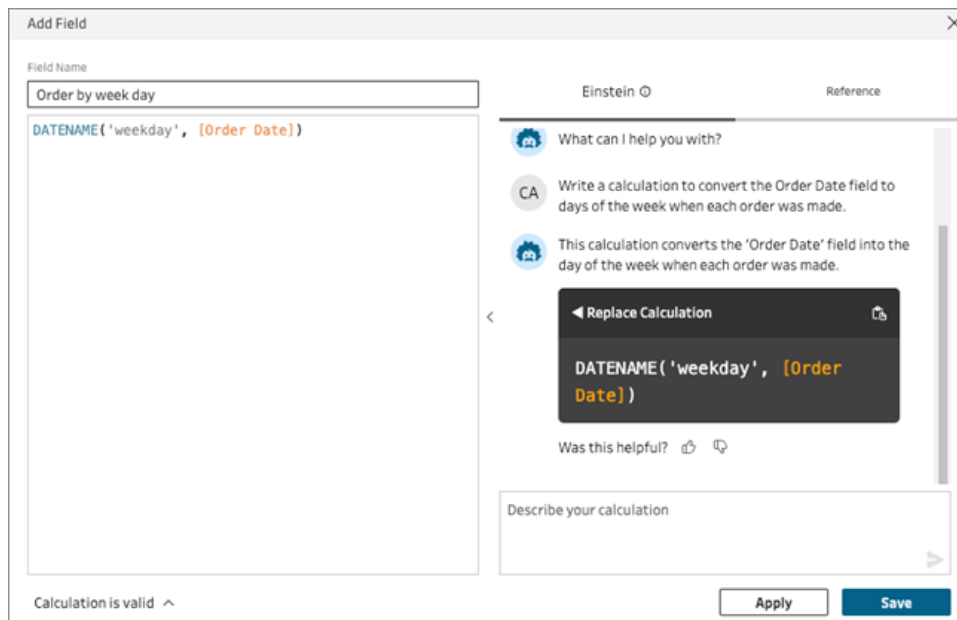 Add Field
Field Name
Order by week day
DATENAME('weekday', [Order Date])
Einstein
Reference
What can I help you with?
CA
Write a calculation to convert the Order Date field to
days of the week when each order was made.
This calculation converts the 'Order Date' field into the
day of the week when each order was made.
Replace Calculation
DATENAME('weekday', [Order
Date])
Was this helpful?
Describe your calculation
Calculation is valid
Apply
Save